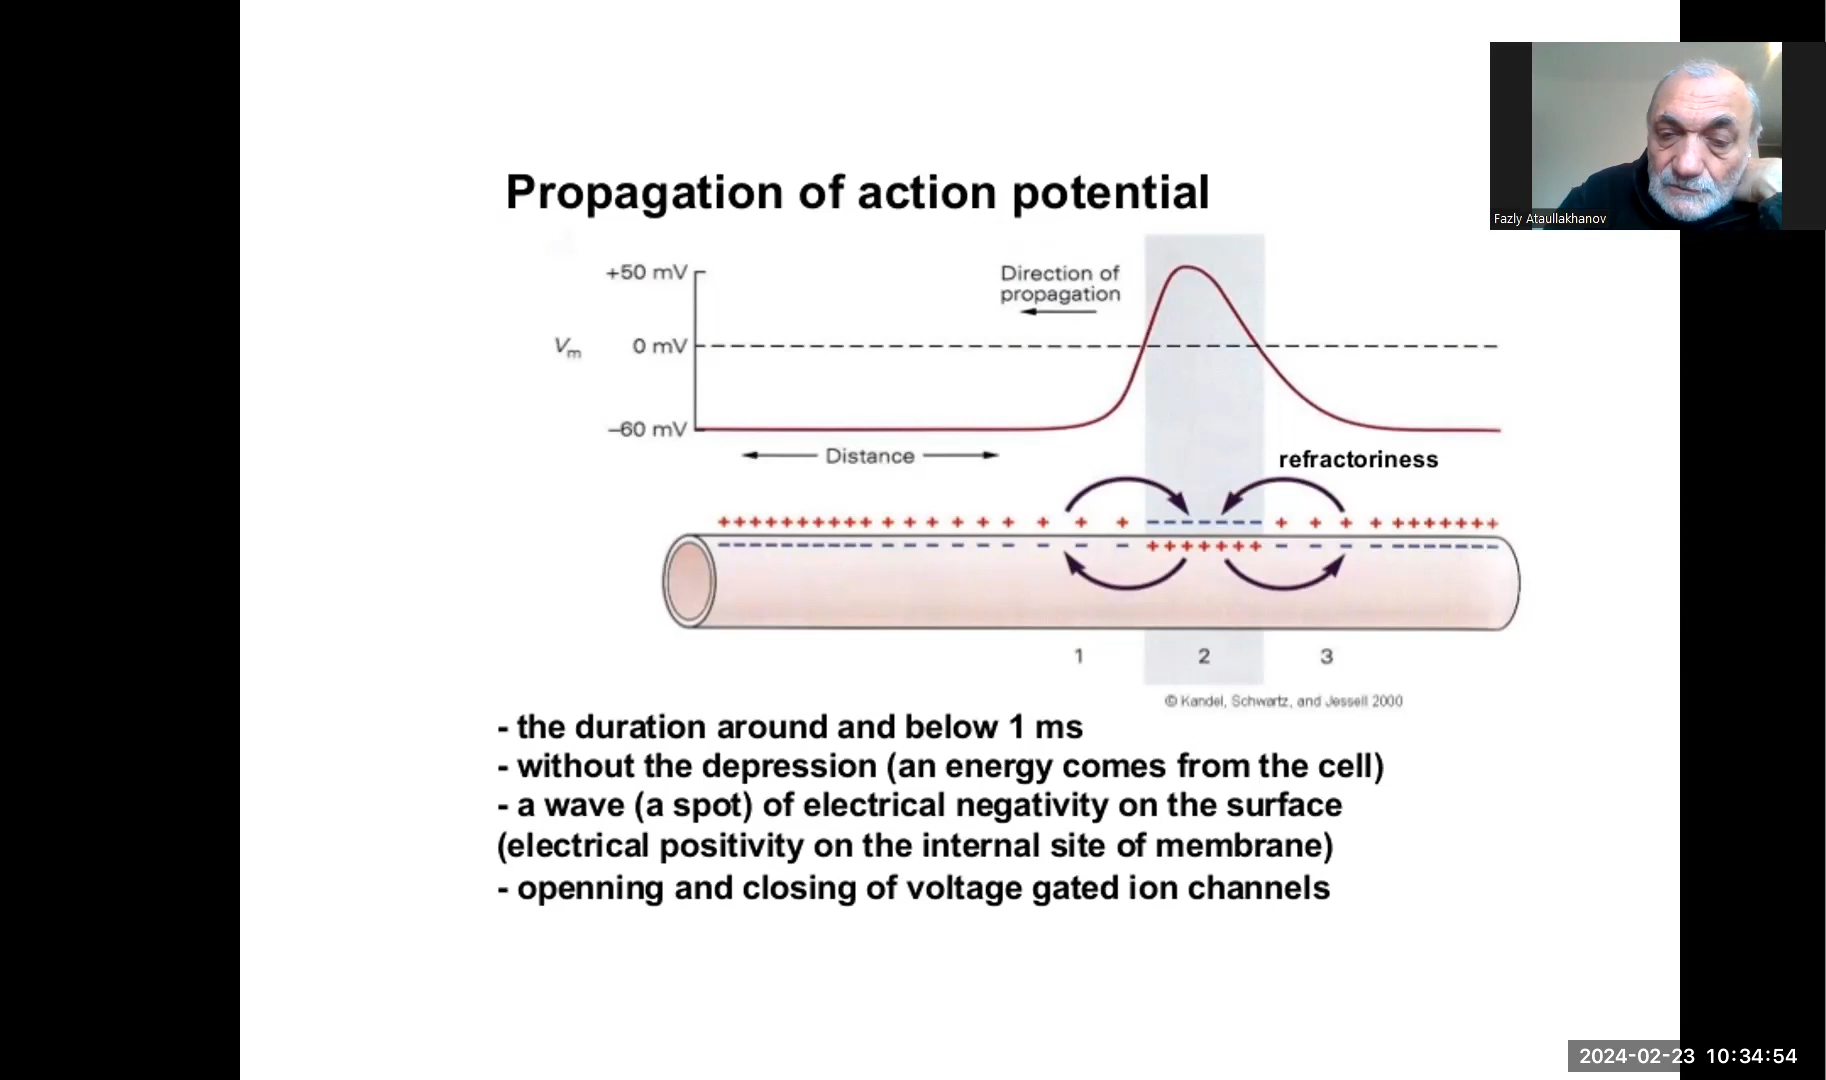 Fazly Ataullakhanov
Propagation of action potential
+50 mV
Direction of
propagation
Vm
0 mV
–60 mV
Distance
refractoriness
+++++++++++ + + + + + + + + + ------- + + + + +++++++
----------- - - - - - - - - - +++++++ - - - - -------
1 2 3
© Kandel, Schwartz, and Jessell 2000
- the duration around and below 1 ms
- without the depression (an energy comes from the cell)
- a wave (a spot) of electrical negativity on the surface
(electrical positivity on the internal site of membrane)
- openning and closing of voltage gated ion channels
2024-02-23 10:34:54